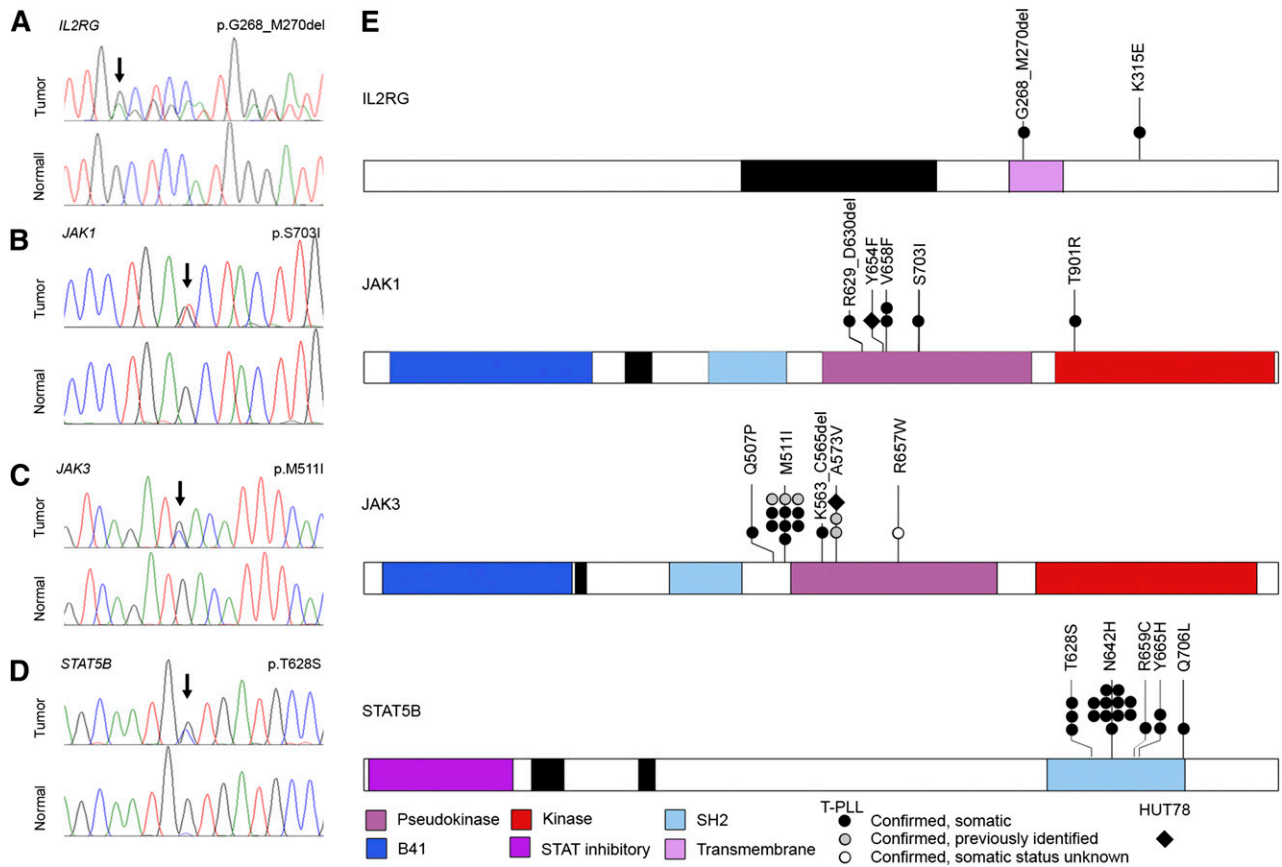 A
IL2RG p.G268_M270del
Tumor
Normall
B
JAK1 p.S703I
Tumor
Normal
C
JAK3 p.M511I
Tumor
Normal
D
STAT5B p.T628S
Tumor
Normal
E
IL2RG
G268_M270del
K315E
JAK1
R629_D630del
Y654F
V658F
S703I
T901R
JAK3
Q507P
M511I
K563_C565del
A573V
R657W
STAT5B
T628S
N642H
R659C
Y665H
Q706L
Pseudokinase
Kinase
SH2
B41
STAT inhibitory
Transmembrane
T-PLL
Confirmed, somatic
Confirmed, previously identified
Confirmed, somatic status unknown
HUT78